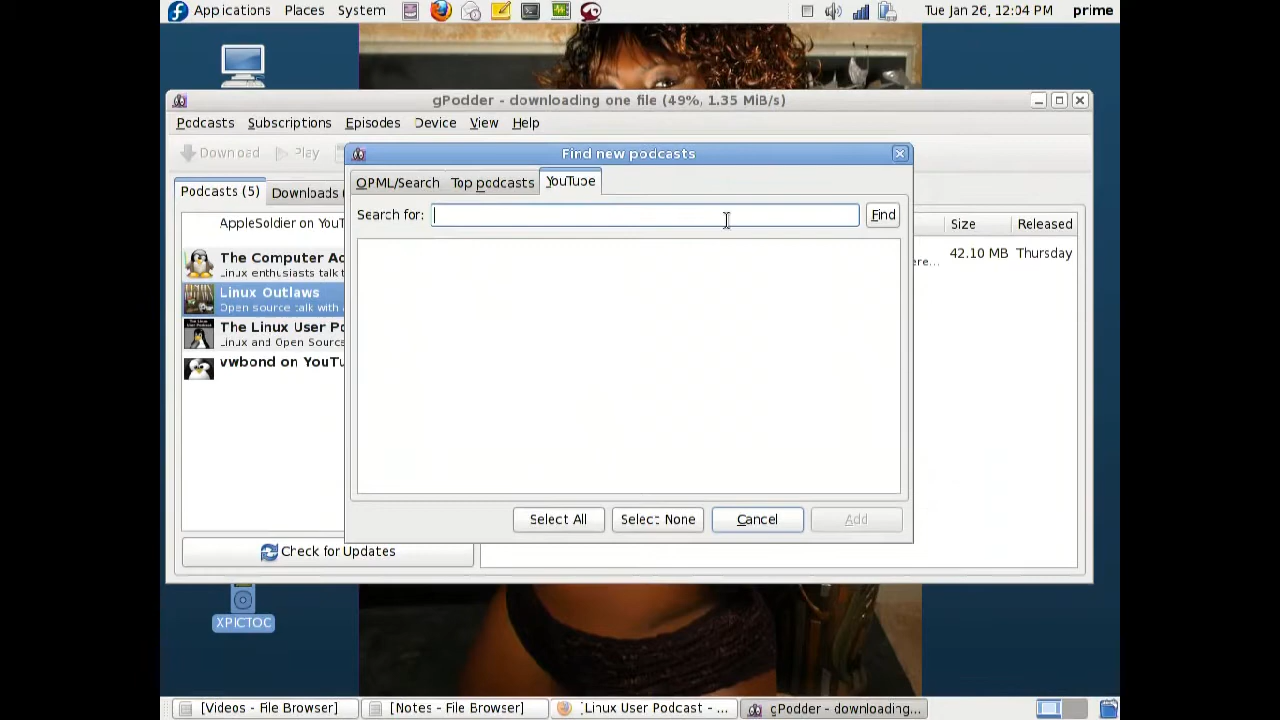 Applications Places System Tue Jan 26, 12:04 PM prime
gPodder - downloading one file (49%, 1.35 MiB/s)
Podcasts Subscriptions Episodes Device View Help
Download Play
Find new podcasts
OPML/Search Top podcasts YouTube
Podcasts (5) Downloads
Search for: Find
AppleSoldier on YouT
Size Released
The Computer Ac
Linux enthusiasts talk t
ere... 42.10 MB Thursday
Linux Outlaws
Open source talk with
The Linux User Po
Linux and Open Source
vwbond on YouTu
Select All Select None Cancel Add
Check for Updates
XPICTOC
[Videos - File Browser] [Notes - File Browser] [Linux User Podcast - ... gPodder - downloading...